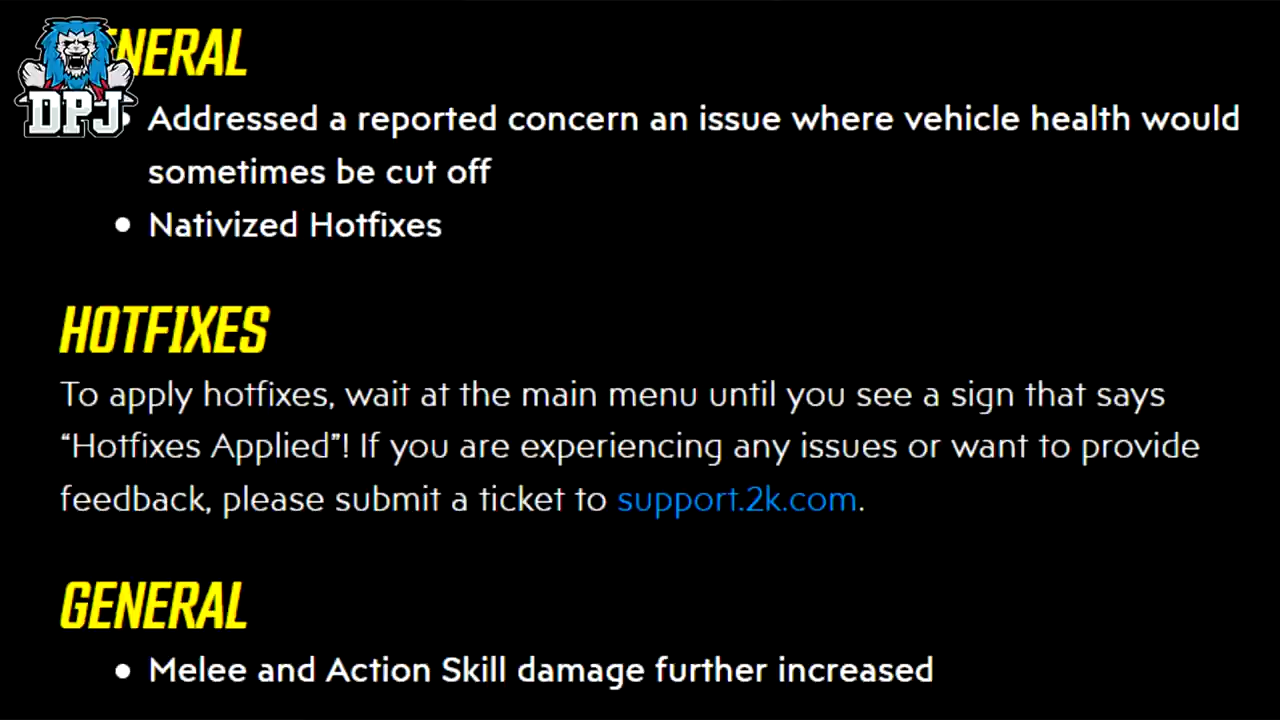 GENERAL
DPJ
Addressed a reported concern an issue where vehicle health would
sometimes be cut off
Nativized Hotfixes
HOTFIXES
To apply hotfixes, wait at the main menu until you see a sign that says
“Hotfixes Applied”! If you are experiencing any issues or want to provide
feedback, please submit a ticket to support.2k.com.
GENERAL
Melee and Action Skill damage further increased